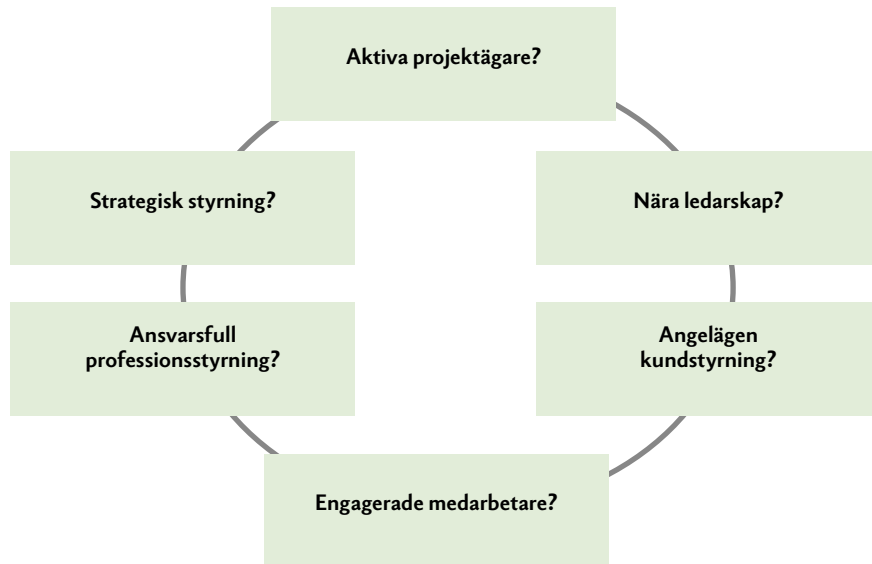 Aktiva projektägare?
Strategisk styrning?
Nära ledarskap?
Ansvarsfull
professionsstyrning?
Angelägen
kundstyrning?
Engagerade medarbetare?